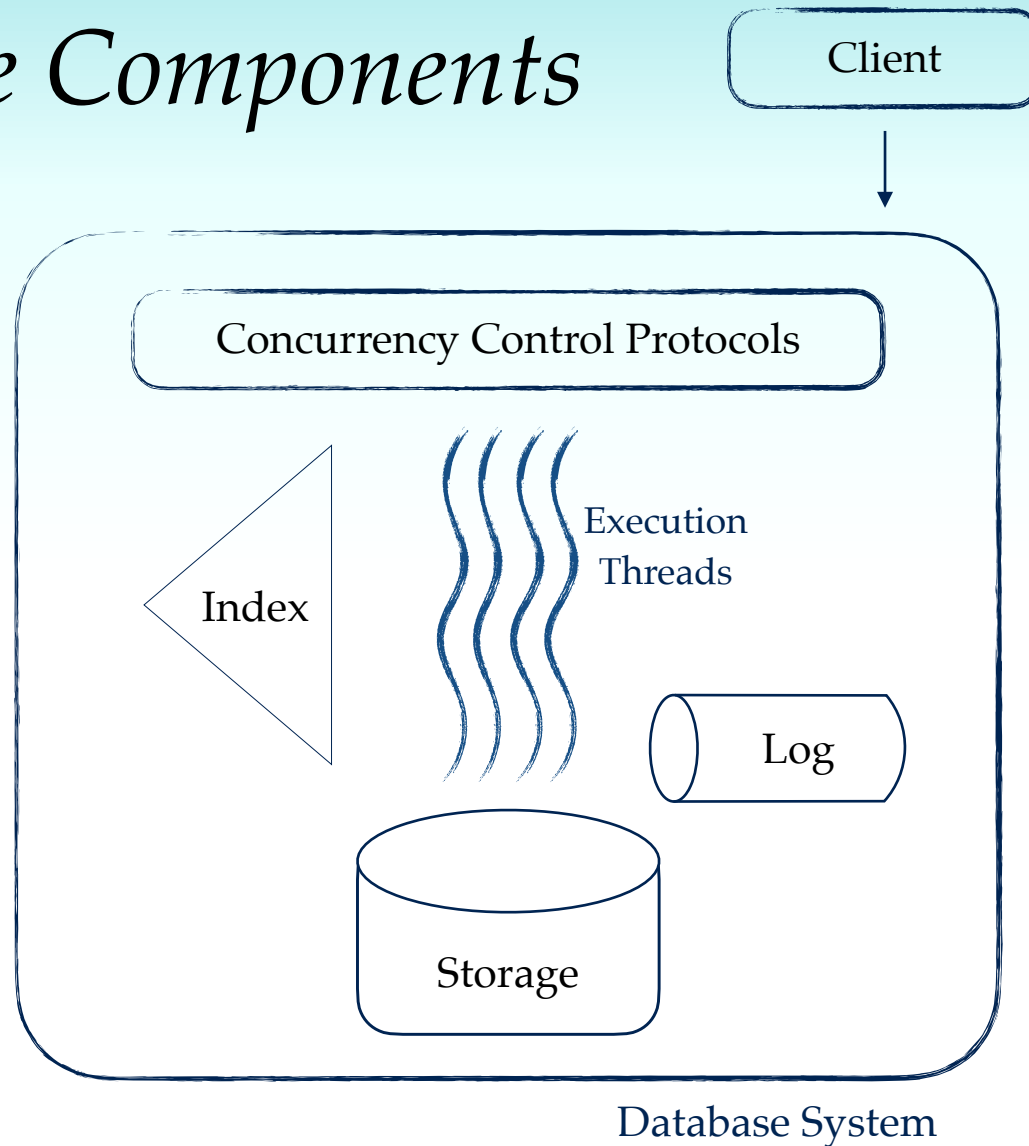 e Components
Client
Concurrency Control Protocols
Execution
Threads
Index
Log
Storage
Database System